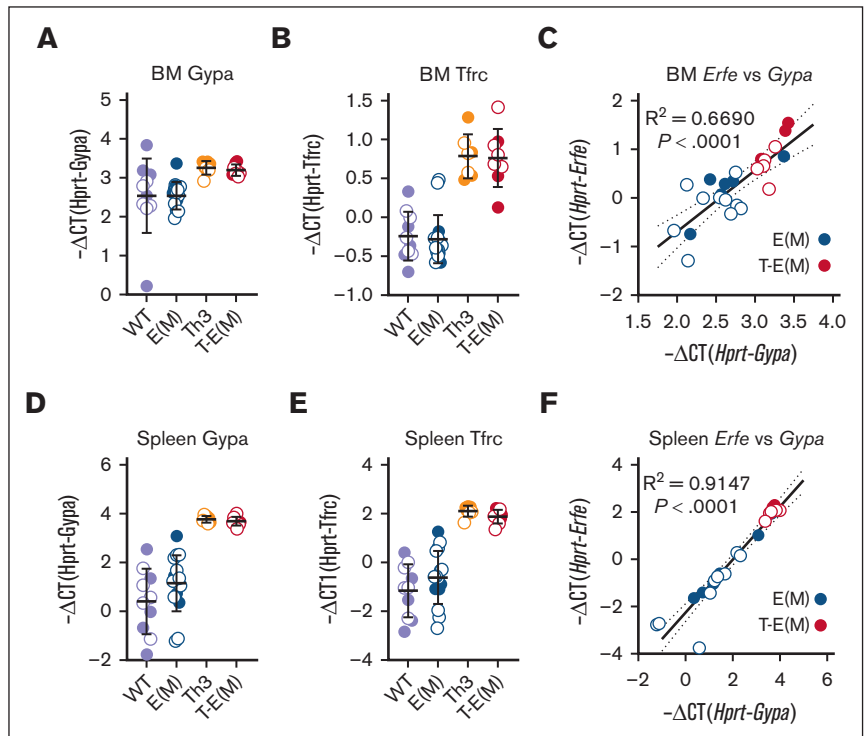 A
BM Gypa
-ΔCT(Hprt-Gypa)
5
4
3
2
1
0
WT
E(M)
Th3
T-E(M)
B
BM Tfrc
-ΔCT(Hprt-Tfrc)
1.5
1.0
0.5
0.0
-0.5
-1.0
WT
E(M)
Th3
T-E(M)
C
BM Erfe vs Gypa
R² = 0.6690
P < .0001
-ΔCT(Hprt-Erfe)
2
1
0
-1
-2
E(M)
T-E(M)
1.5 2.0 2.5 3.0 3.5 4.0
-ΔCT(Hprt-Gypa)
D
Spleen Gypa
-ΔCT(Hprt-Gypa)
6
4
2
0
-2
WT
E(M)
Th3
T-E(M)
E
Spleen Tfrc
-ΔCT1(Hprt-Tfrc)
4
2
0
-2
-4
WT
E(M)
Th3
T-E(M)
F
Spleen Erfe vs Gypa
R² = 0.9147
P < .0001
-ΔCT(Hprt-Erfe)
4
2
0
-2
-4
E(M)
T-E(M)
-2 0 2 4 6
-ΔCT(Hprt-Gypa)